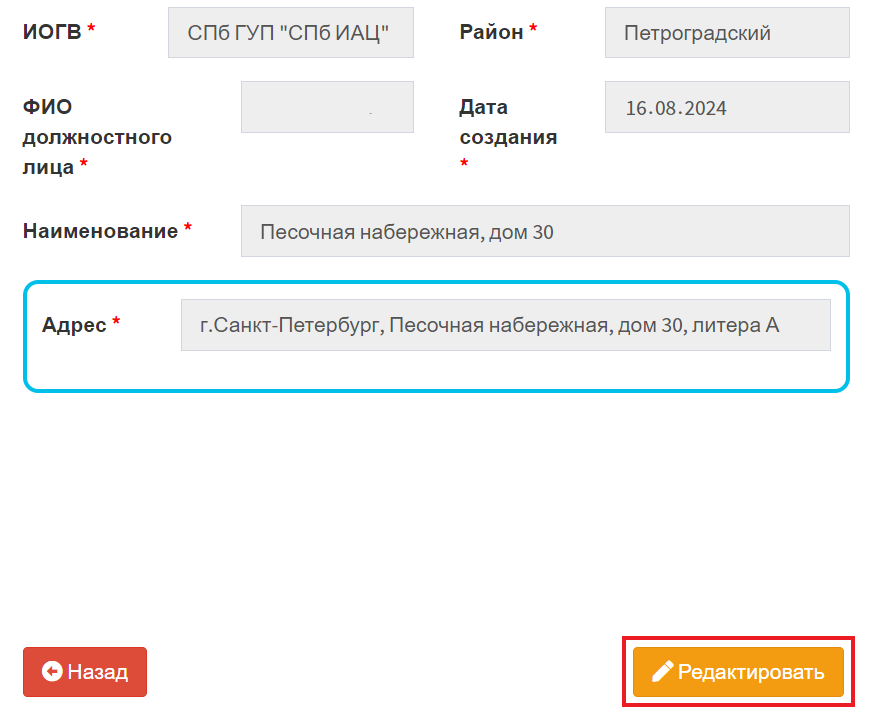 ИОГВ * СПб ГУП "СПб ИАЦ" Район * Петроградский
ФИО
должностного
лица *
Дата
создания
*
16.08.2024
Наименование * Песочная набережная, дом 30
Адрес * г.Санкт-Петербург, Песочная набережная, дом 30, литера А
Назад Редактировать